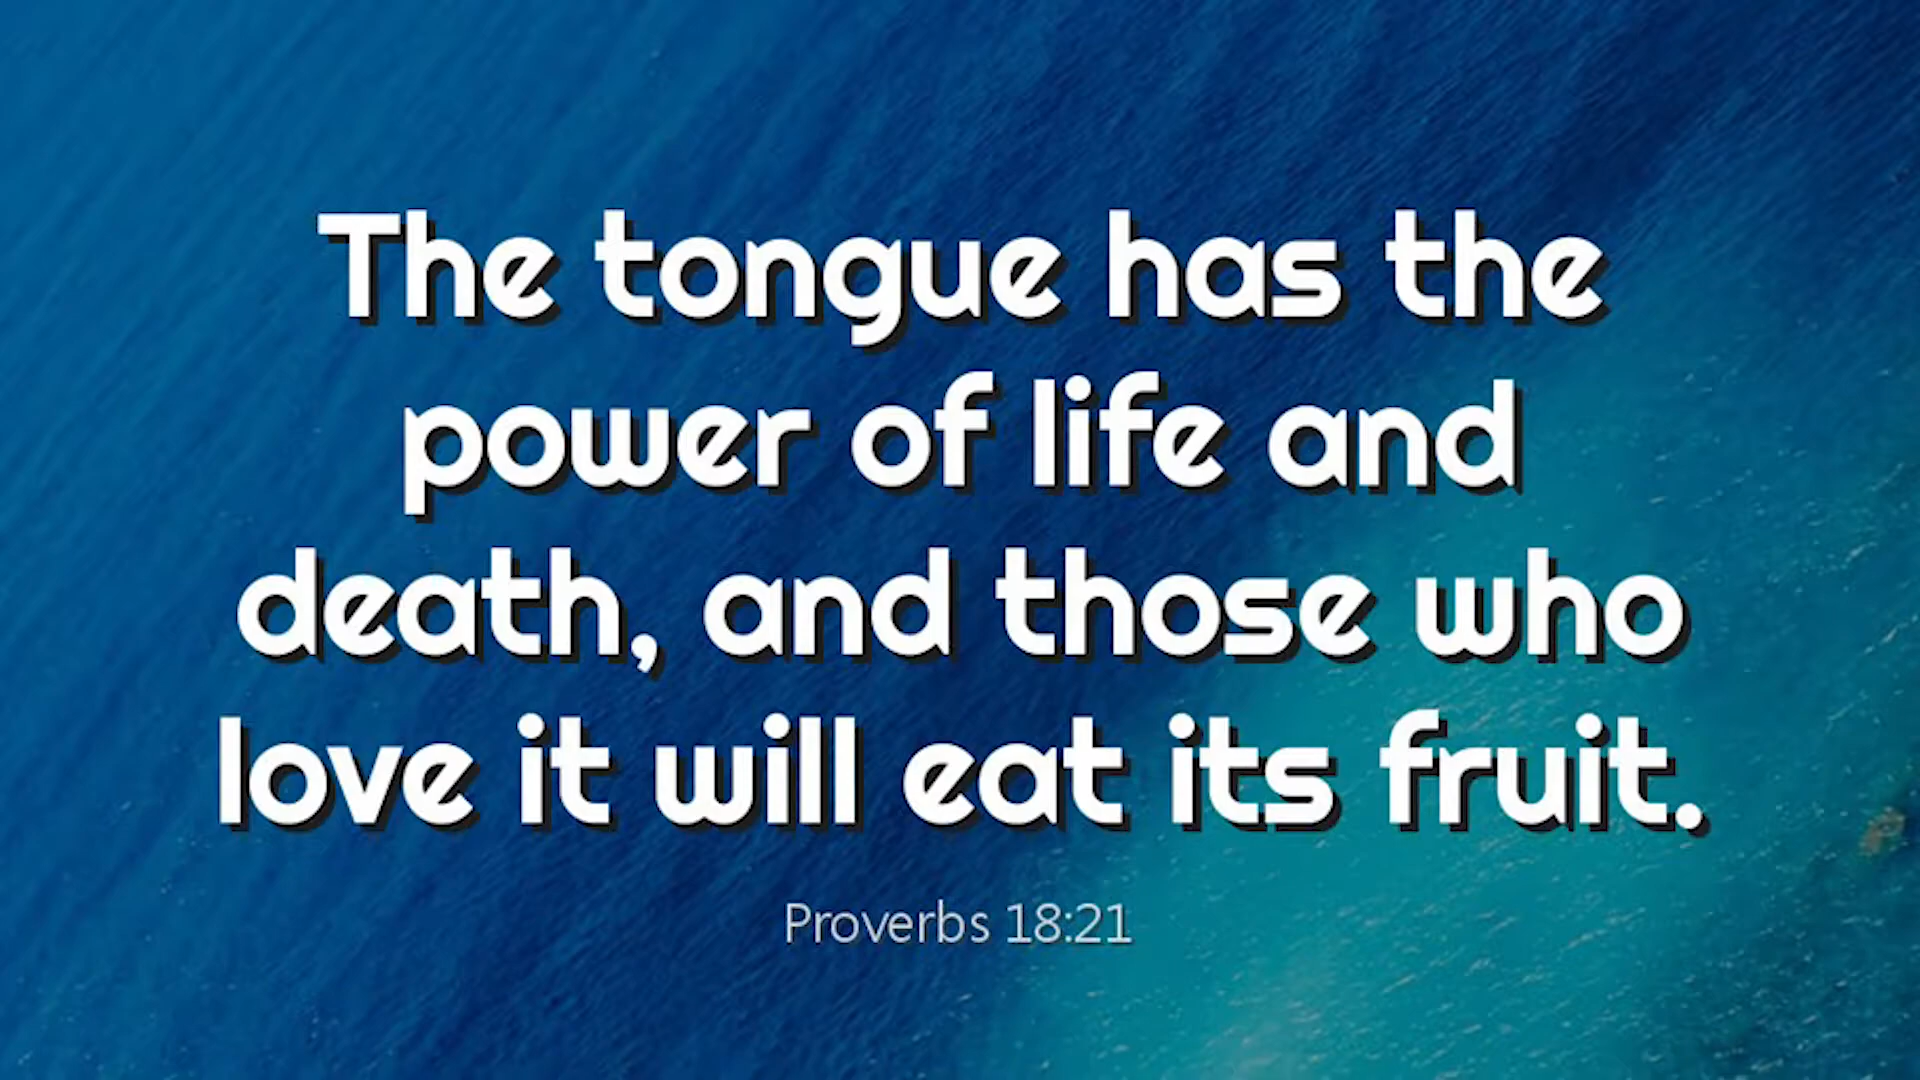 The tongue has the
power of life and
death, and those who
love it will eat its fruit.
Proverbs 18:21